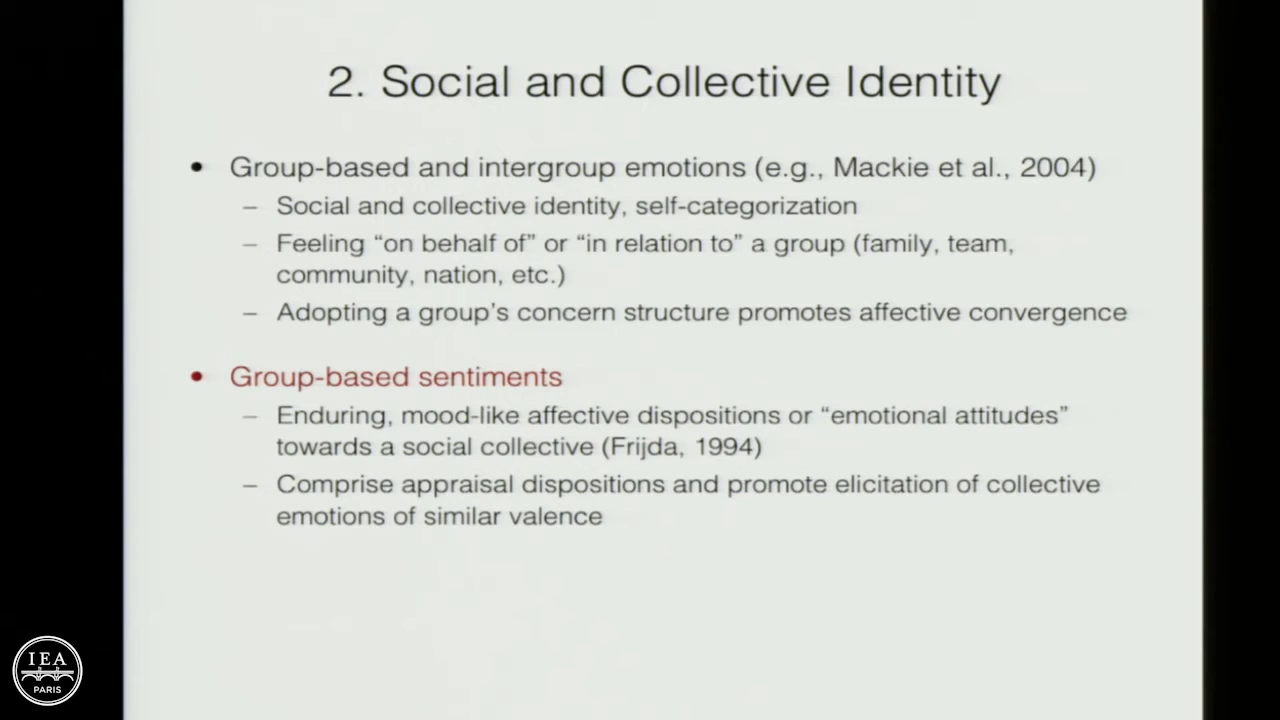 2. Social and Collective Identity
• Group-based and intergroup emotions (e.g., Mackie et al., 2004)
– Social and collective identity, self-categorization
– Feeling “on behalf of” or “in relation to” a group (family, team,
community, nation, etc.)
– Adopting a group’s concern structure promotes affective convergence
• Group-based sentiments
– Enduring, mood-like affective dispositions or “emotional attitudes”
towards a social collective (Frijda, 1994)
– Comprise appraisal dispositions and promote elicitation of collective
emotions of similar valence
IEA
PARIS